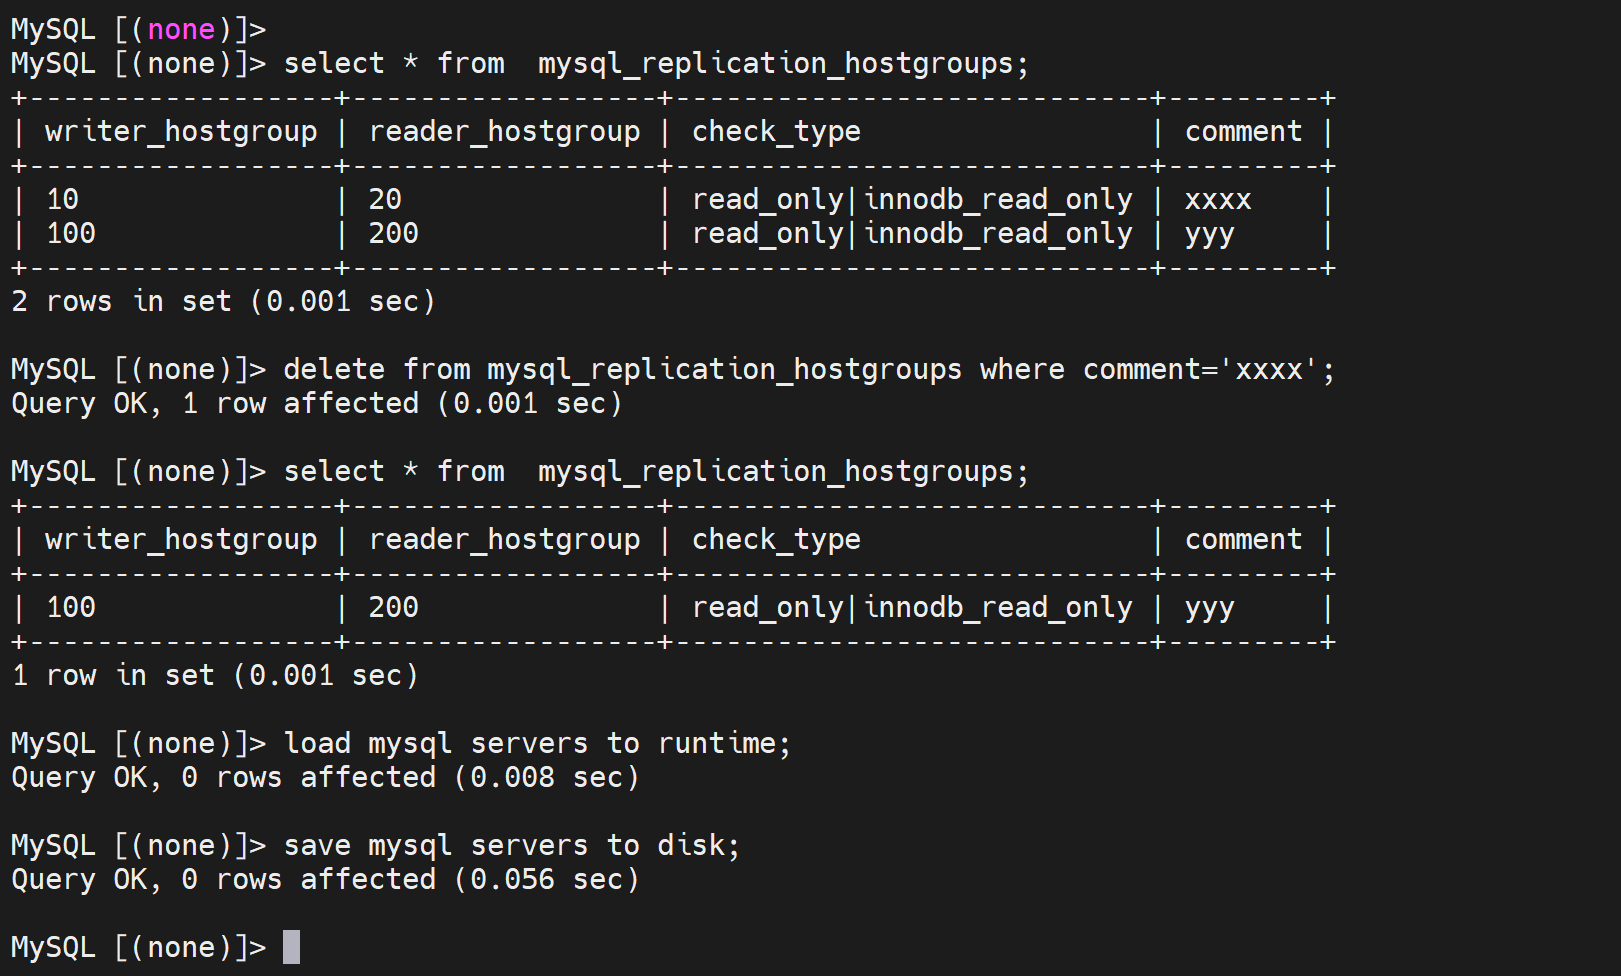 MySQL [(none)]>
MySQL [(none)]> select * from  mysql_replication_hostgroups;
+------------------+------------------+----------------------------+---------+
| writer_hostgroup | reader_hostgroup | check_type                 | comment |
+------------------+------------------+----------------------------+---------+
| 10               | 20               | read_only|innodb_read_only | xxxx    |
| 100              | 200              | read_only|innodb_read_only | yyy     |
+------------------+------------------+----------------------------+---------+
2 rows in set (0.001 sec)
MySQL [(none)]> delete from mysql_replication_hostgroups where comment='xxxx';
Query OK, 1 row affected (0.001 sec)
MySQL [(none)]> select * from  mysql_replication_hostgroups;
+------------------+------------------+----------------------------+---------+
| writer_hostgroup | reader_hostgroup | check_type                 | comment |
+------------------+------------------+----------------------------+---------+
| 100              | 200              | read_only|innodb_read_only | yyy     |
+------------------+------------------+----------------------------+---------+
1 row in set (0.001 sec)
MySQL [(none)]> load mysql servers to runtime;
Query OK, 0 rows affected (0.008 sec)
MySQL [(none)]> save mysql servers to disk;
Query OK, 0 rows affected (0.056 sec)
MySQL [(none)]>